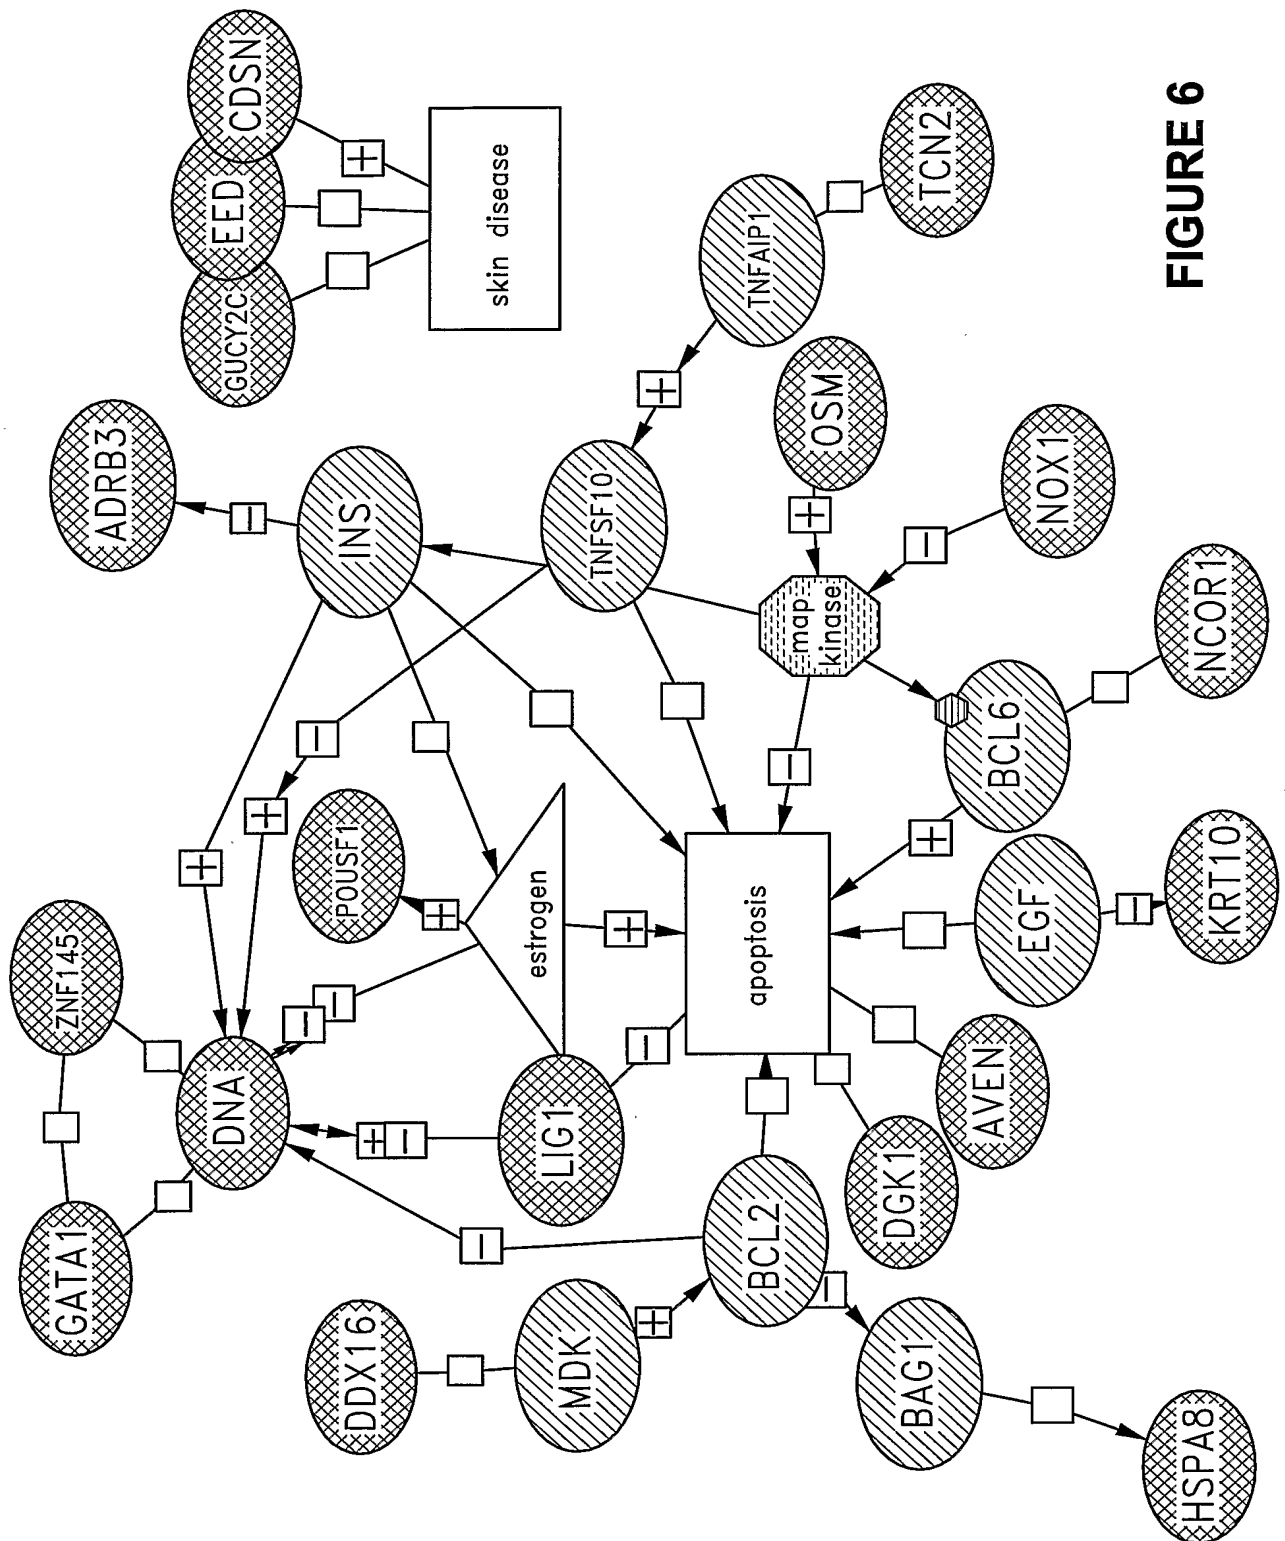 HSPA8
DDX16
MDK
BAG1
GATA1
ZNF145
DNA
BCL2
LIG1
DGK1
AVEN
POUSF1
estrogen
apoptosis
EGF
KRT10
BCL6
NCOR1
map
kinase
NOX1
OSM
TNFSF10
INS
ADRB3
TNFAIP1
TCN2
GUCY2C
EED
CDSN
skin disease
+
+
+
+
+
+
+
+
+
+
−
−
−
−
−
−
−
−
−
−
−
FIGURE 6